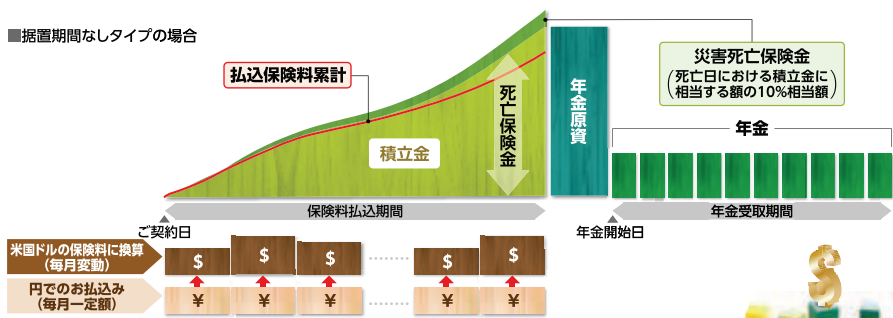 ■据置期間なしタイプの場合
払込保険料累計
災害死亡保険金
(死亡日における積立金に
相当する額の10%相当額)
積立金
死亡保険金
年金原資
年金
保険料払込期間
年金受取期間
ご契約日
年金開始日
米国ドルの保険料に換算
(毎月変動)
$ $ $ $ $
円でのお払込み
(毎月一定額)
¥ ¥ ¥ ¥ ¥
$